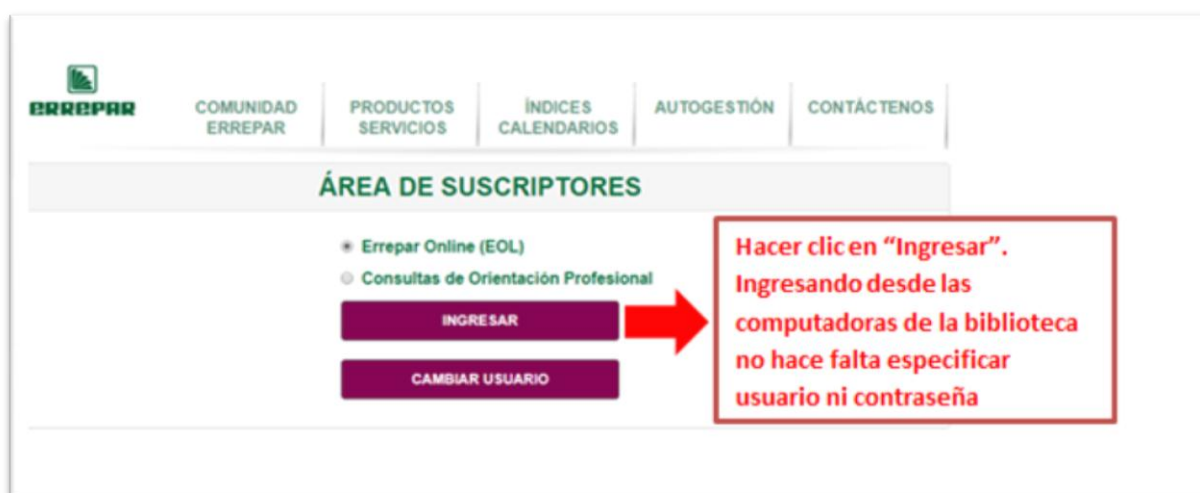 ERREPAR
COMUNIDAD
ERREPAR
PRODUCTOS
SERVICIOS
ÍNDICES
CALENDARIOS
AUTOGESTIÓN
CONTÁCTENOS
ÁREA DE SUSCRIPTORES
Errepar Online (EOL)
Consultas de Orientación Profesional
INGRESAR
CAMBIAR USUARIO
Hacer clic en “Ingresar”.
Ingresando desde las
computadoras de la biblioteca
no hace falta especificar
usuario ni contraseña